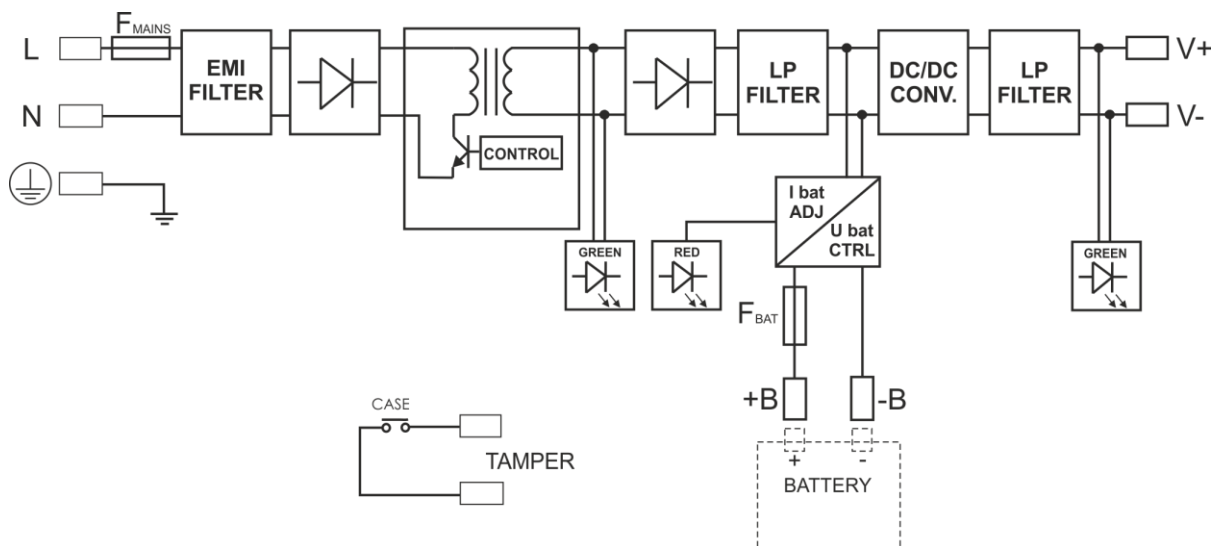 L
F MAINS
N
EMI
FILTER
CONTROL
LP
FILTER
DC/DC
CONV.
LP
FILTER
V+
V-
GREEN
RED
I bat
ADJ
U bat
CTRL
GREEN
F BAT
+B
-B
CASE
TAMPER
+
-
BATTERY